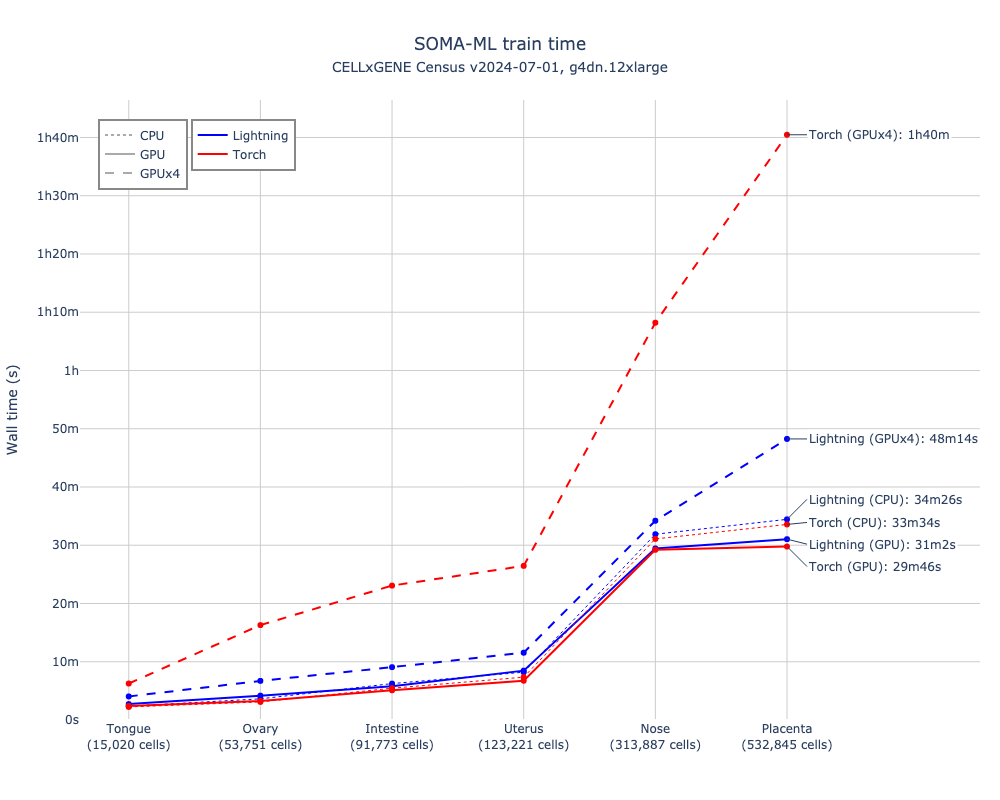 SOMA-ML train time
CELLxGENE Census v2024-07-01, g4dn.12xlarge
CPU
GPU
GPUx4
Lightning
Torch
Wall time (s)
1h40m
1h30m
1h20m
1h10m
1h
50m
40m
30m
20m
10m
0s
Torch (GPUx4): 1h40m
Lightning (GPUx4): 48m14s
Lightning (CPU): 34m26s
Torch (CPU): 33m34s
Lightning (GPU): 31m2s
Torch (GPU): 29m46s
Tongue
(15,020 cells)
Ovary
(53,751 cells)
Intestine
(91,773 cells)
Uterus
(123,221 cells)
Nose
(313,887 cells)
Placenta
(532,845 cells)